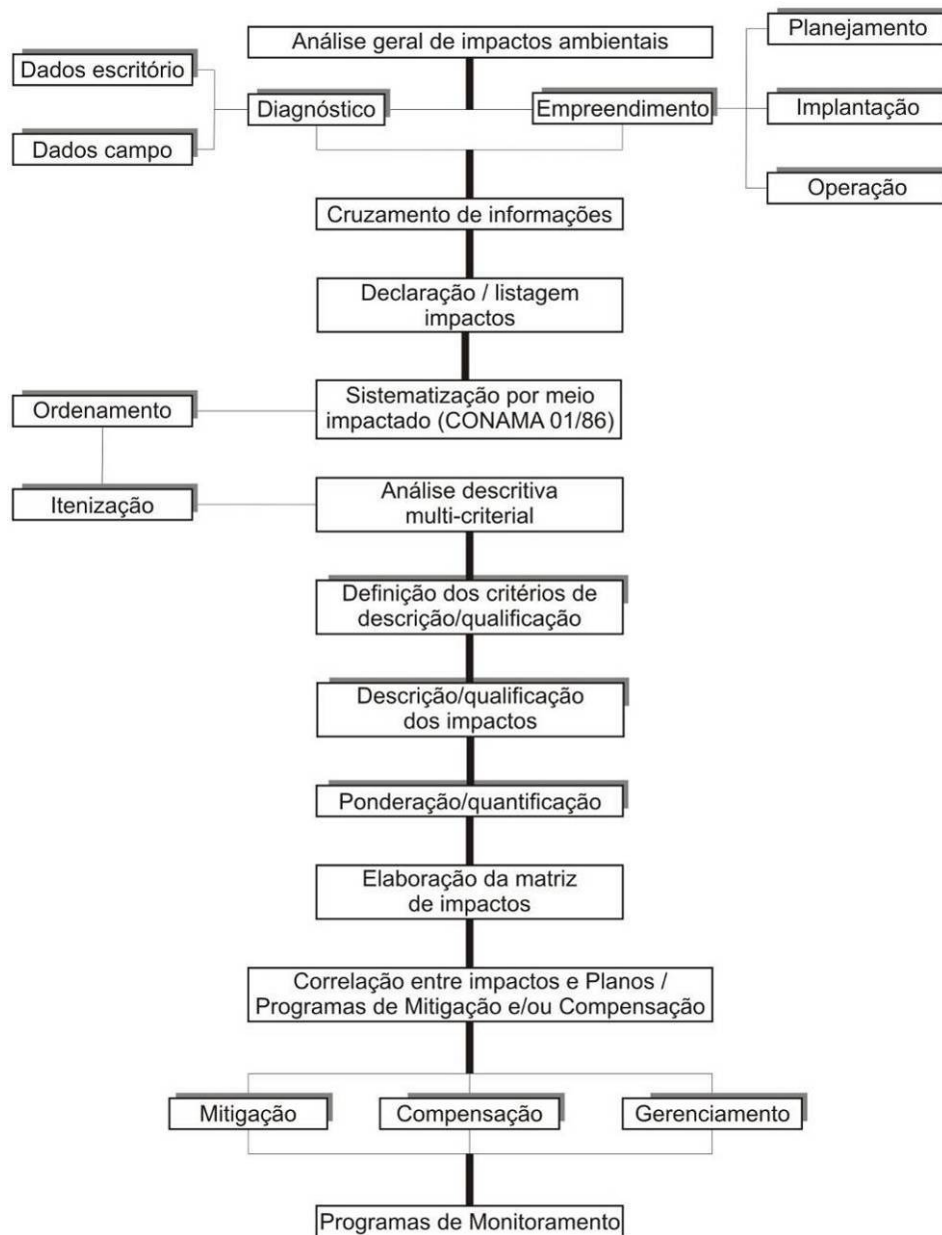 Análise geral de impactos ambientais
Planejamento
Dados escritório
Diagnóstico
Empreendimento
Implantação
Dados campo
Operação
Cruzamento de informações
Declaração / listagem
impactos
Ordenamento
Sistematização por meio
impactado (CONAMA 01/86)
Itenização
Análise descritiva
multi-criterial
Definição dos critérios de
descrição/qualificação
Descrição/qualificação
dos impactos
Ponderação/quantificação
Elaboração da matriz
de impactos
Correlação entre impactos e Planos /
Programas de Mitigação e/ou Compensação
Mitigação
Compensação
Gerenciamento
Programas de Monitoramento